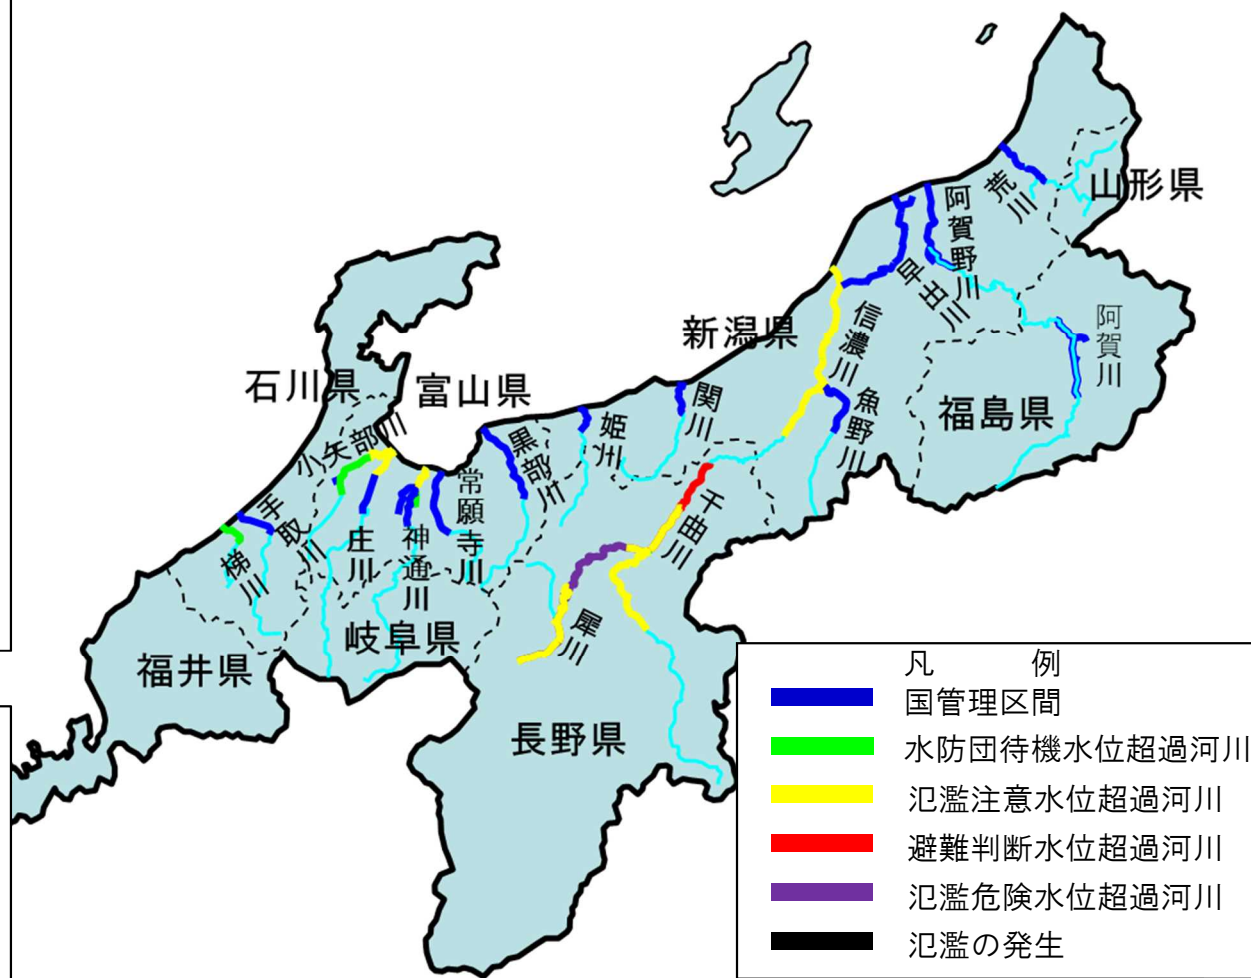 山形県
荒川
阿賀野川
早出川
阿賀川
新潟県
信濃川
魚野川
福島県
石川県
富山県
関川
姫川
黒部川
小矢部川
手取川
梯川
庄川
神通川
常願寺川
千曲川
犀川
岐阜県
福井県
長野県
凡　例
国管理区間
水防団待機水位超過河川
氾濫注意水位超過河川
避難判断水位超過河川
氾濫危険水位超過河川
氾濫の発生